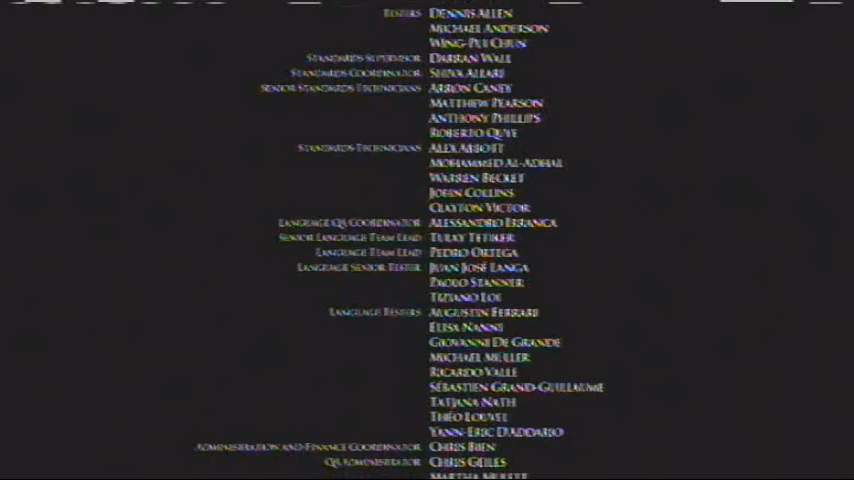 TESTERS DENNIS ALLEN
MICHAEL ANDERSON
WING-PUI CHUN
STANDARDS SUPERVISOR DARRAN WALL
STANDARDS COORDINATOR SHIVA ALLARI
SENIOR STANDARDS TECHNICIANS ARRON CANEY
MATTHEW PEARSON
ANTHONY PHILLIPS
ROBERTO QUYE
STANDARDS TECHNICIANS ALEX ABBOTT
MOHAMMED AL-ADHAL
WARREN BECKET
JOHN COLLINS
CLAYTON VICTOR
LANGUAGE QA COORDINATOR ALESSANDRO IRRANCA
SENIOR LANGUAGE TEAM LEAD TULAY TETIKER
LANGUAGE TEAM LEAD PEDRO ORTEGA
LANGUAGE SENIOR TESTER JUAN JOSÉ LANGA
PAOLO STANNER
TIZIANO LOI
LANGUAGE TESTERS AUGUSTIN FERRARI
ELISA NANNI
GIOVANNI DE GRANDE
MICHAEL MÜLLER
RICARDO VALLE
SÉBASTIEN GRAND-GUILLAUME
TATJANA NATH
THÉO LOUVEL
YANN-ERIC D'ADDARIO
ADMINISTRATION AND FINANCE COORDINATOR CHRIS BIEN
QA ADMINISTRATOR CHRIS GEILES
MARTHA